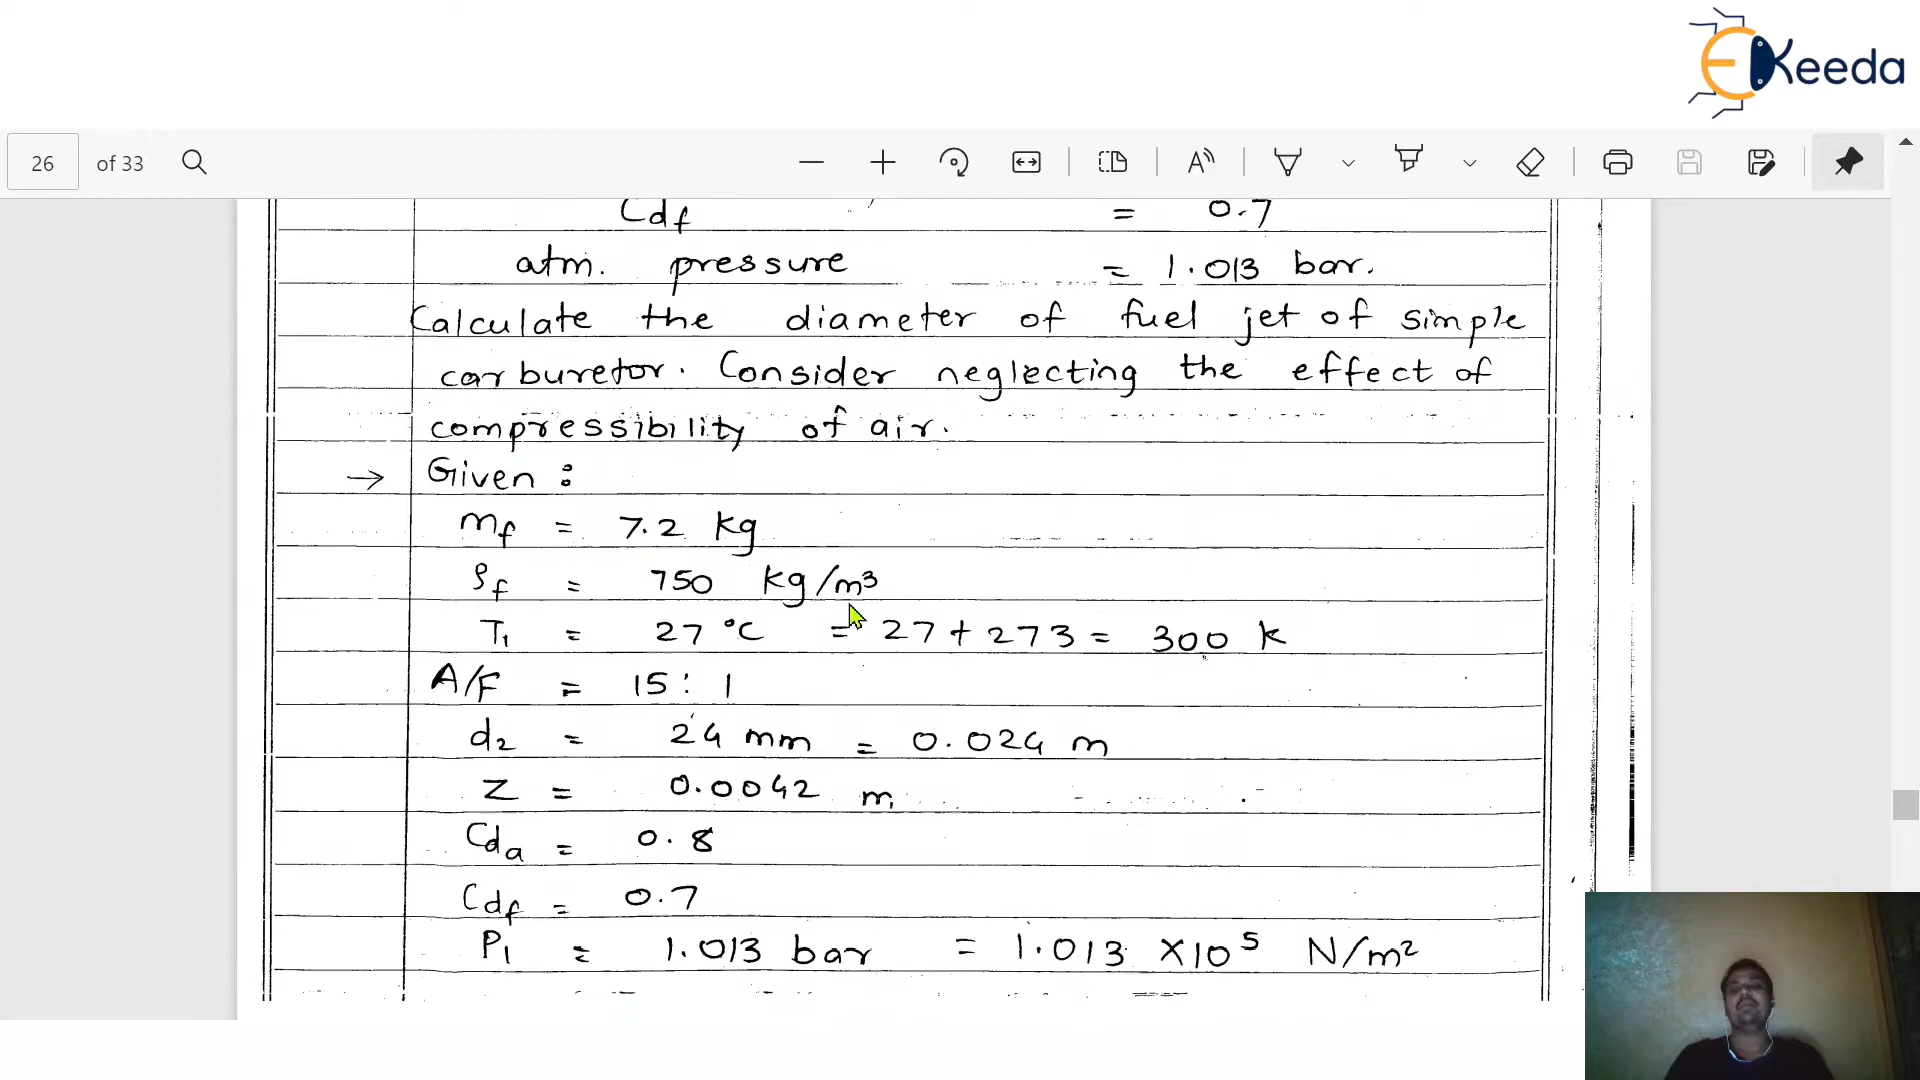 EKeeda
26 of 33
Cdf = 0.7
atm. pressure = 1.013 bar.
Calculate the diameter of fuel jet of simple
carburetor. Consider neglecting the effect of
compressibility of air.
→ Given :
mf = 7.2 kg
ρf = 750 kg/m³
T₁ = 27 °C = 27 + 273 = 300 k
A/F = 15 : 1
d₂ = 24 mm = 0.024 m
Z = 0.0042 m
Cda = 0.8
Cdf = 0.7
P₁ = 1.013 bar = 1.013 ×10⁵ N/m²